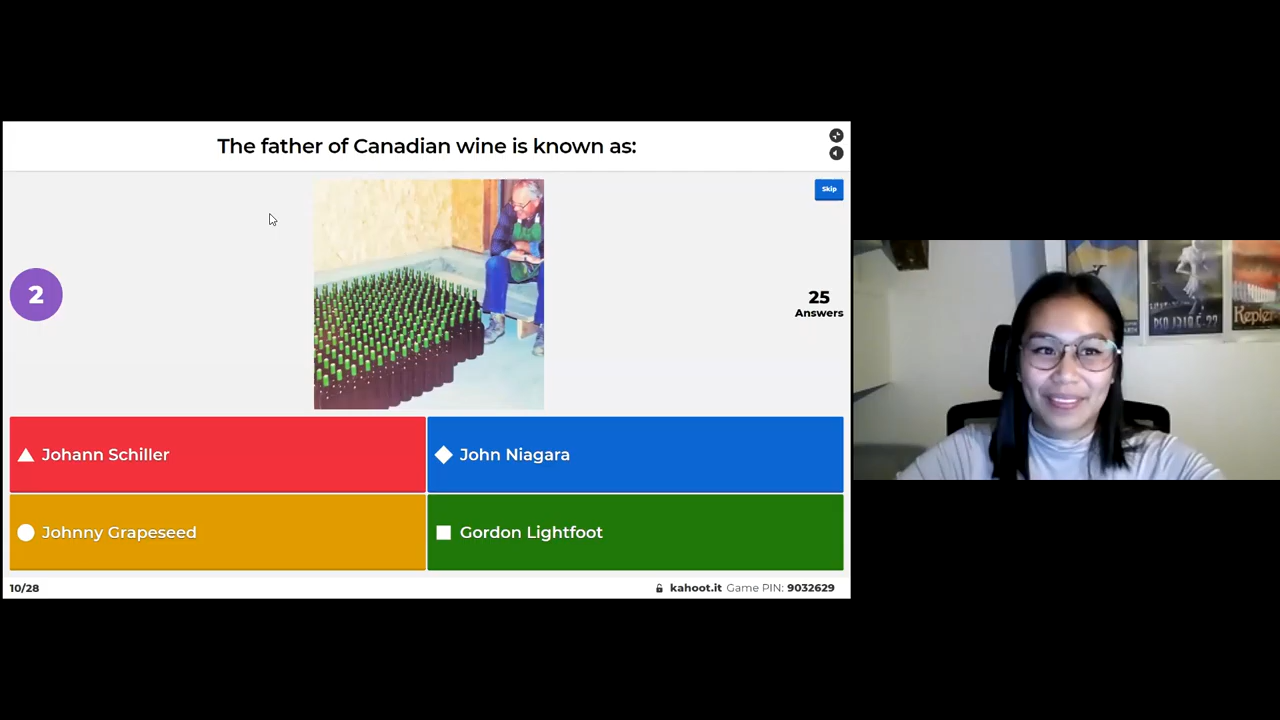 The father of Canadian wine is known as:
Skip
2
25
Answers
Johann Schiller
John Niagara
Johnny Grapeseed
Gordon Lightfoot
10/28
kahoot.it Game PIN: 9032629
Kepler